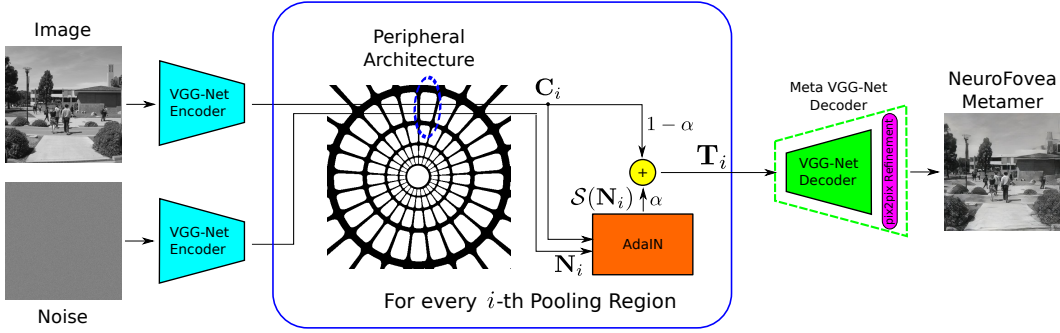 Image
VGG-Net
Encoder
Noise
VGG-Net
Encoder
Peripheral
Architecture
C_i
1 − α
+
T_i
S(N_i)
α
AdaIN
N_i
For every i-th Pooling Region
Meta VGG-Net
Decoder
VGG-Net
Decoder
pix2pix Refinement
NeuroFovea
Metamer